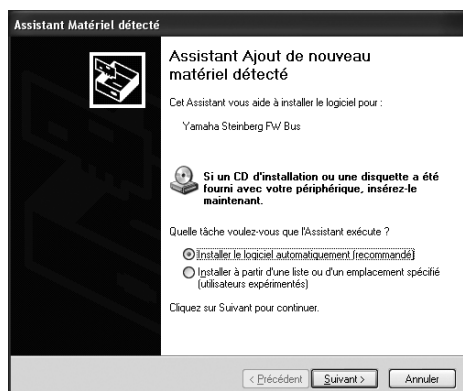 Assistant Matériel détecté
Assistant Ajout de nouveau
matériel détecté
Cet Assistant vous aide à installer le logiciel pour :
Yamaha Steinberg FW Bus
Si un CD d'installation ou une disquette a été
fourni avec votre périphérique, insérez-le
maintenant.
Quelle tâche voulez-vous que l'Assistant exécute ?
Installer le logiciel automatiquement (recommandé)
Installer à partir d'une liste ou d'un emplacement spécifié
(utilisateurs expérimentés)
Cliquez sur Suivant pour continuer.
< Précédent
Suivant >
Annuler